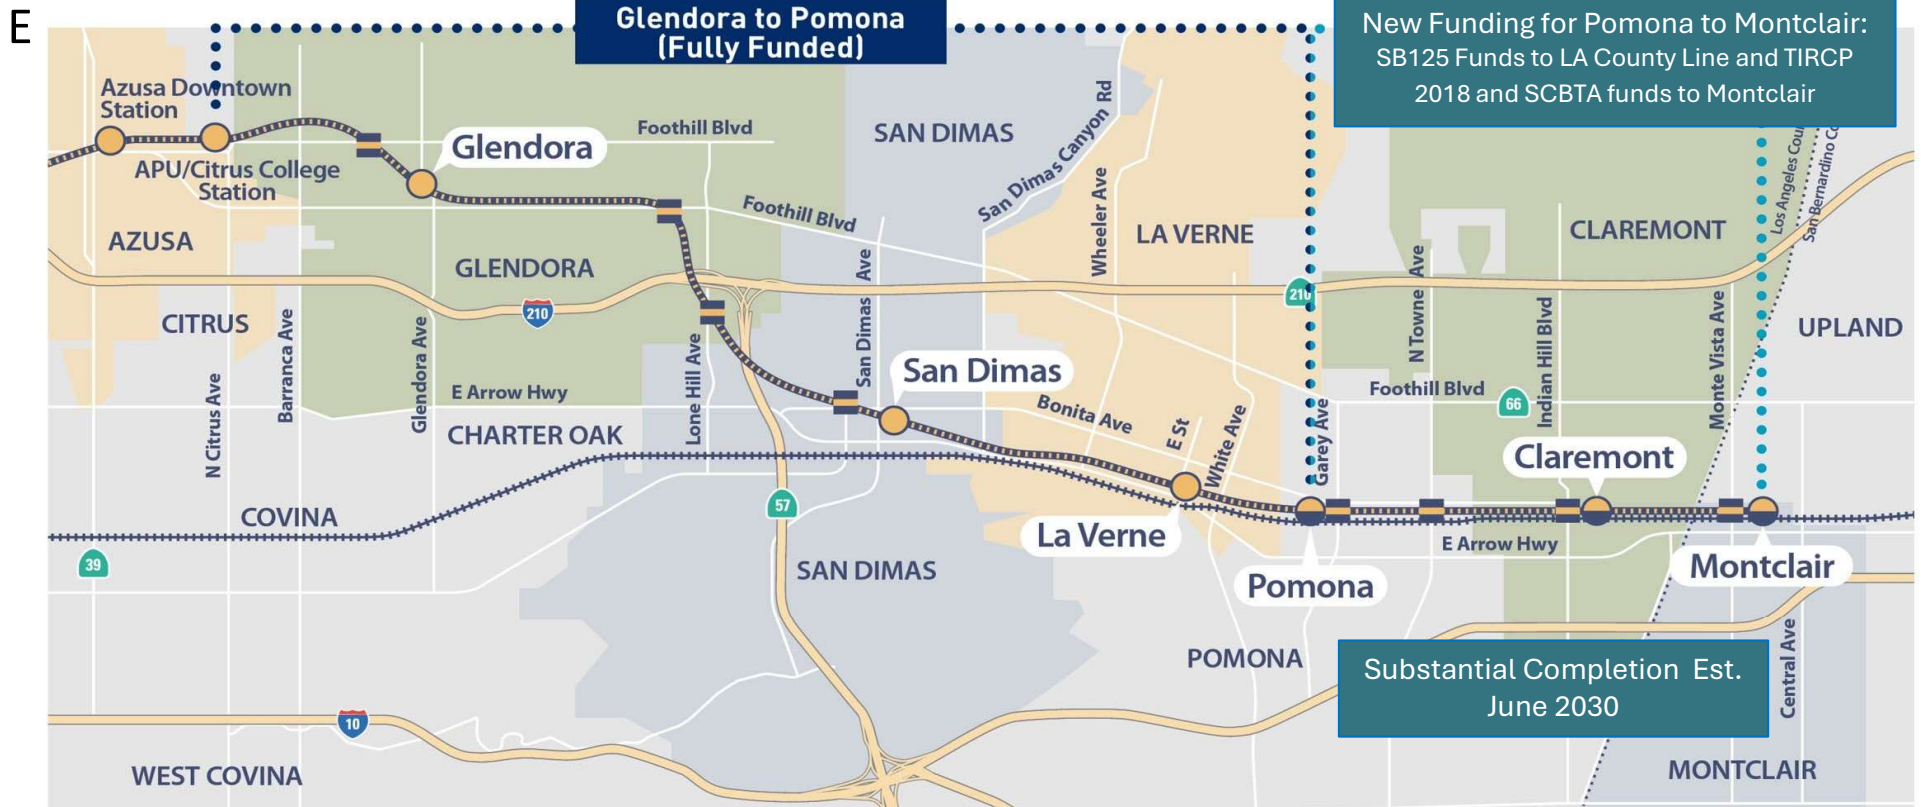 E
Glendora to Pomona
(Fully Funded)
New Funding for Pomona to Montclair:
SB125 Funds to LA County Line and TIRCP
2018 and SCBTA funds to Montclair
Azusa Downtown
Station
APU/Citrus College
Station
Glendora
Foothill Blvd
SAN DIMAS
San Dimas Canyon Rd
Wheeler Ave
LA VERNE
Foothill Blvd
AZUSA
GLENDORA
CLAREMONT
Los Angeles Cou
San Bernardino Co
210
210
CITRUS
N Citrus Ave
Barranca Ave
Glendora Ave
E Arrow Hwy
CHARTER OAK
Lone Hill Ave
San Dimas Ave
San Dimas
Bonita Ave
E St
White Ave
Garey Ave
N Towne Ave
Foothill Blvd
66
Indian Hill Blvd
Monte Vista Ave
UPLAND
Claremont
COVINA
57
39
La Verne
Pomona
E Arrow Hwy
Montclair
SAN DIMAS
POMONA
Substantial Completion Est.
June 2030
Central Ave
10
WEST COVINA
MONTCLAIR